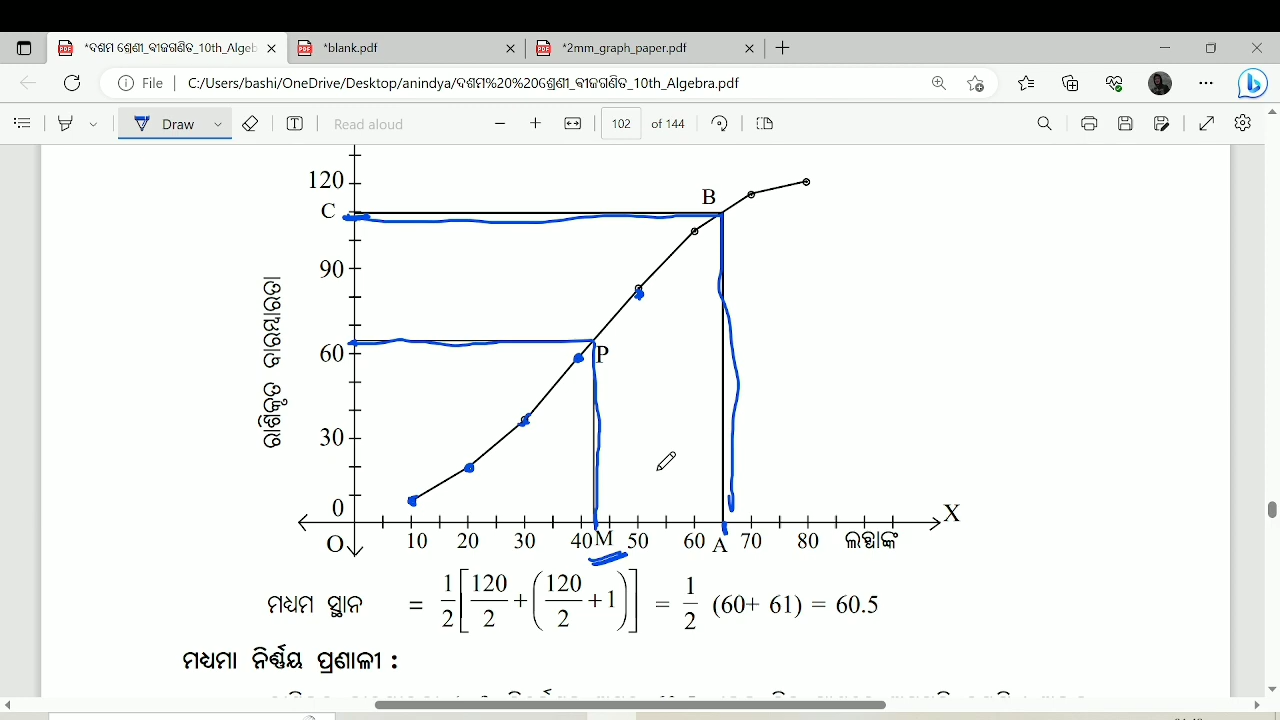 *ଦଶମ ଶ୍ରେଣୀ_ବୀଜଗଣିତ_10th_Algeb
*blank.pdf
*2mm_graph_paper.pdf
File
C:/Users/bashi/OneDrive/Desktop/anindya/ଦଶମ%20%20ଶ୍ରେଣୀ_ବୀଜଗଣିତ_10th_Algebra.pdf
Draw
Read aloud
102 of 144
120
C
B
90
60
P
30
0
ରାଶିକୃତ ବାରମ୍ବାରତା
X
O 10 20 30 40 M 50 60 A 70 80 ଲବ୍ଧାଙ୍କ
ମଧ୍ୟମ ସ୍ଥାନ = 1/2 [120/2 + (120/2 + 1)] = 1/2 (60+ 61) = 60.5
ମଧ୍ୟମା ନିର୍ଣ୍ଣୟ ପ୍ରଣାଳୀ :